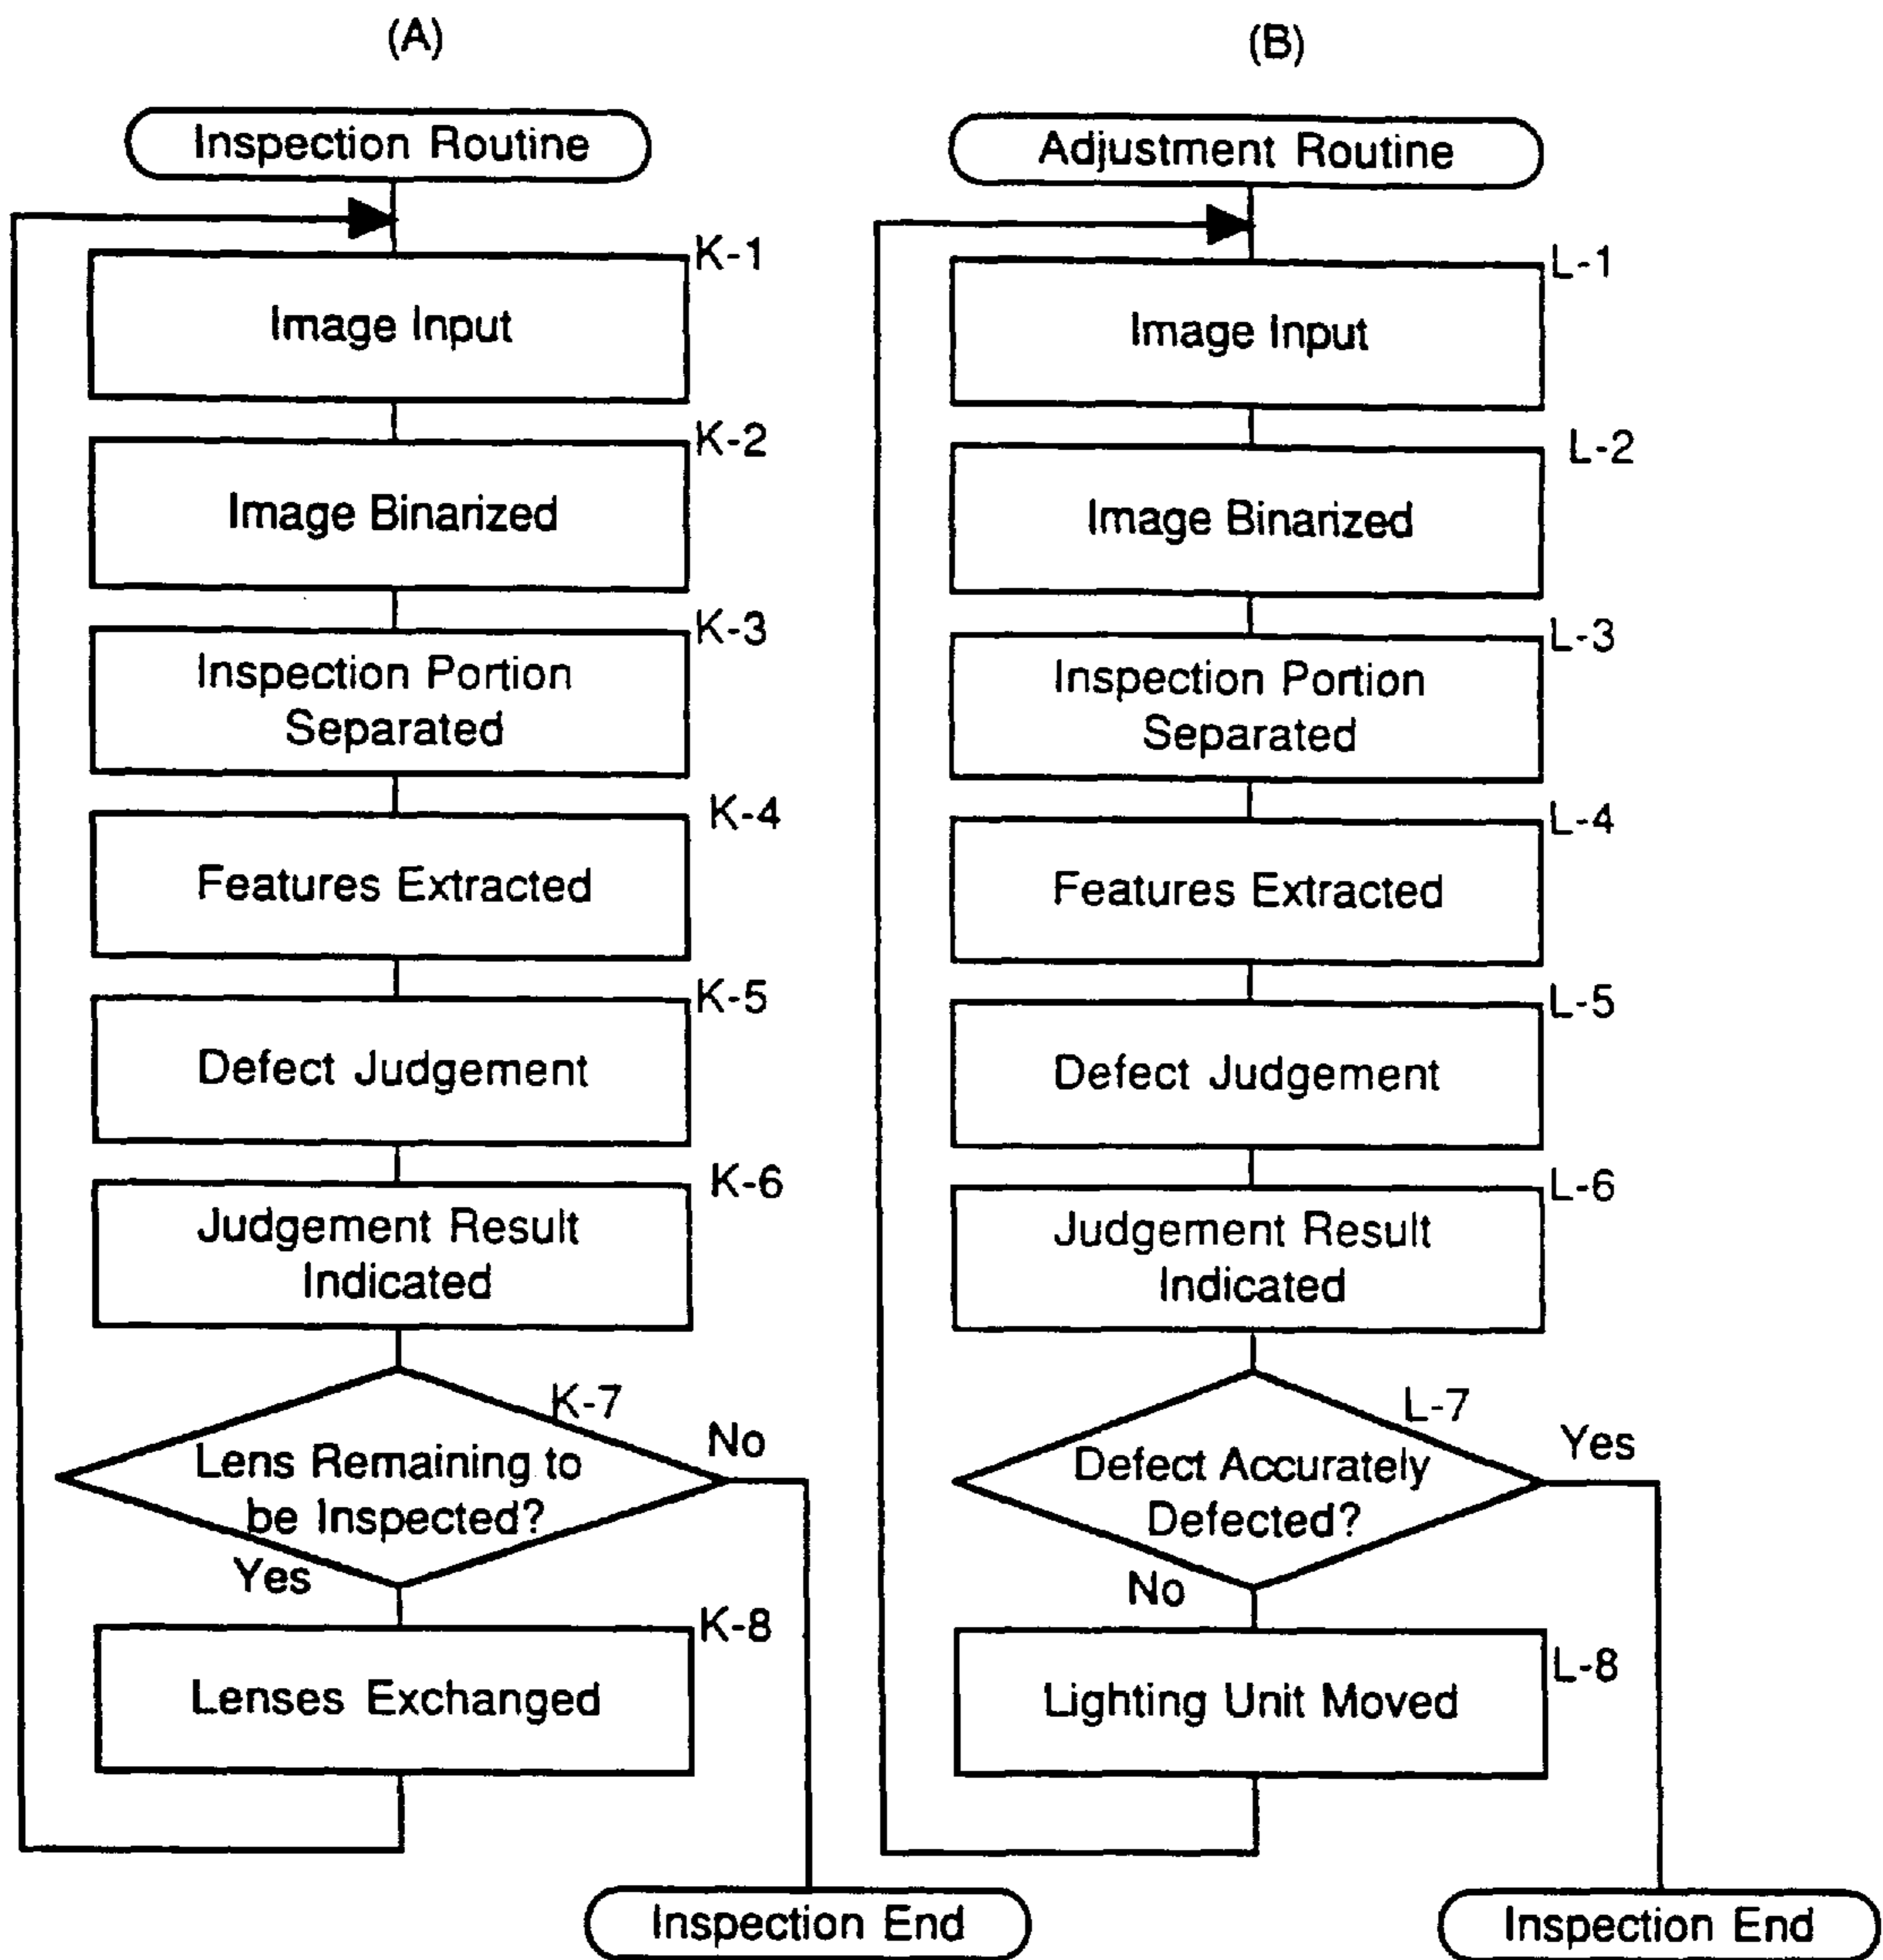 (A)
Inspection Routine
K-1
Image Input
K-2
Image Binarized
K-3
Inspection Portion
Separated
K-4
Features Extracted
K-5
Defect Judgement
K-6
Judgement Result
Indicated
K-7
Lens Remaining to
be Inspected?
No
Yes
K-8
Lenses Exchanged
Inspection End
(B)
Adjustment Routine
L-1
Image Input
L-2
Image Binarized
L-3
Inspection Portion
Separated
L-4
Features Extracted
L-5
Defect Judgement
L-6
Judgement Result
Indicated
L-7
Defect Accurately
Defected?
Yes
No
L-8
Lighting Unit Moved
Inspection End